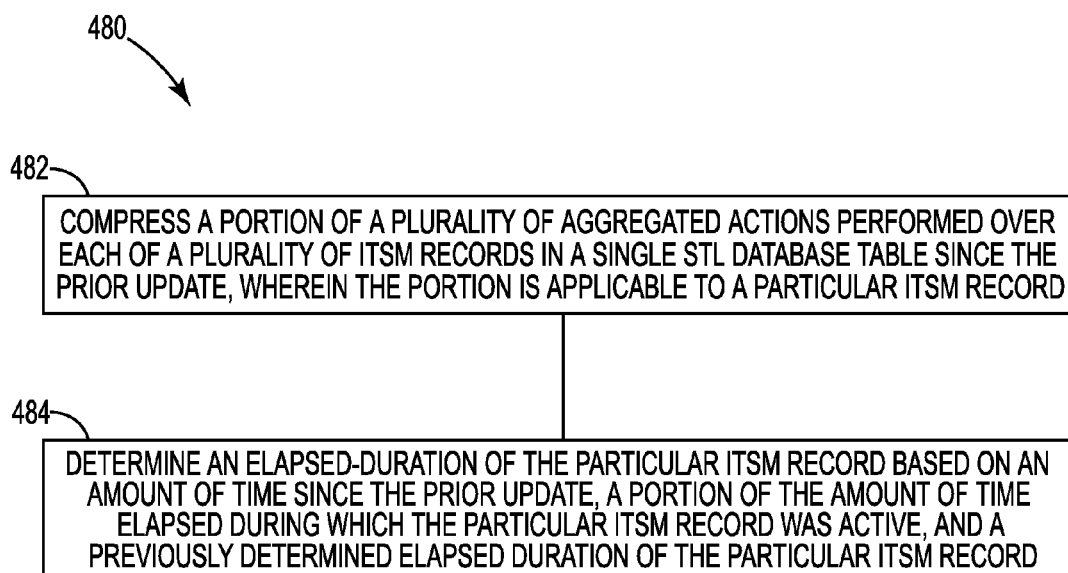 480
482
COMPRESS A PORTION OF A PLURALITY OF AGGREGATED ACTIONS PERFORMED OVER
EACH OF A PLURALITY OF ITSM RECORDS IN A SINGLE STL DATABASE TABLE SINCE THE
PRIOR UPDATE, WHEREIN THE PORTION IS APPLICABLE TO A PARTICULAR ITSM RECORD
484
DETERMINE AN ELAPSED-DURATION OF THE PARTICULAR ITSM RECORD BASED ON AN
AMOUNT OF TIME SINCE THE PRIOR UPDATE, A PORTION OF THE AMOUNT OF TIME
ELAPSED DURING WHICH THE PARTICULAR ITSM RECORD WAS ACTIVE, AND A
PREVIOUSLY DETERMINED ELAPSED DURATION OF THE PARTICULAR ITSM RECORD